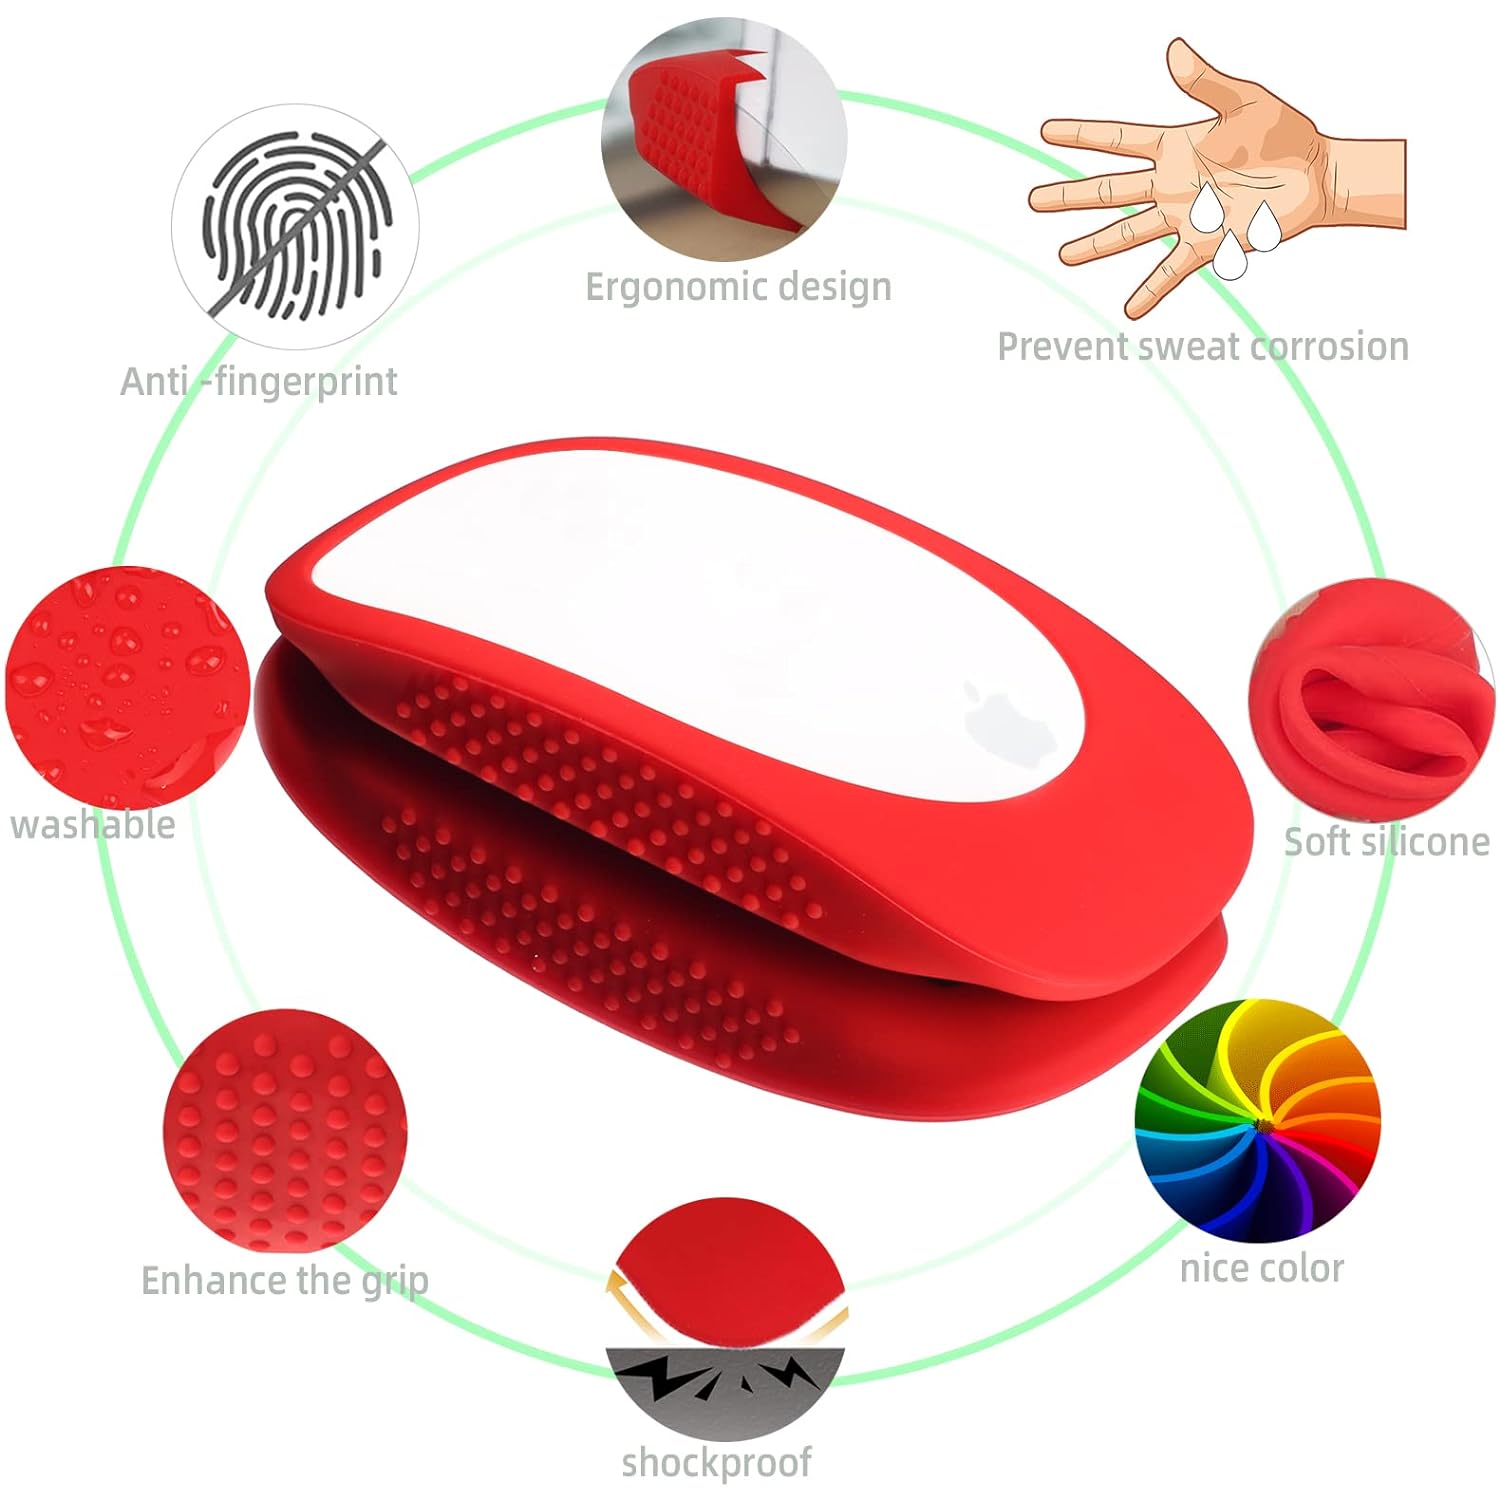 Ergonomic design
Prevent sweat corrosion
Anti -fingerprint
washable
Soft silicone
Enhance the grip
nice color
shockproof